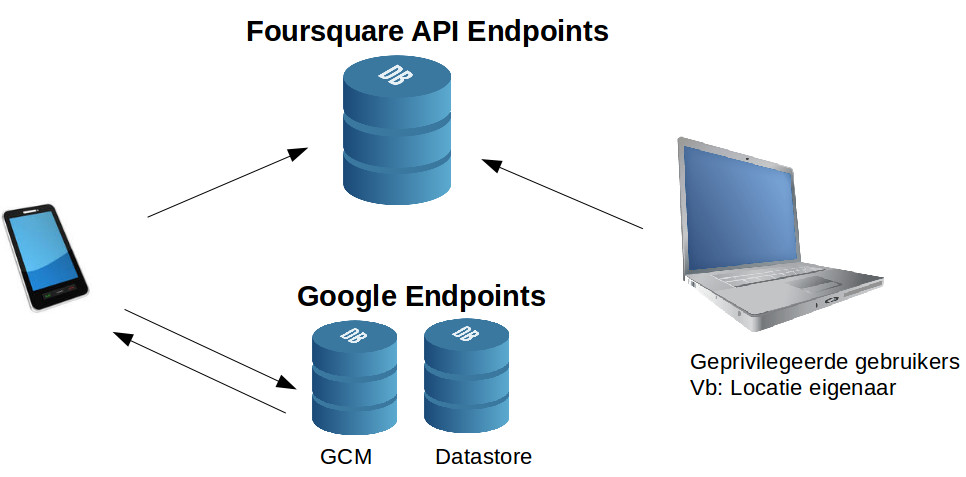 Foursquare API Endpoints
DB
Google Endpoints
DB
DB
GCM
Datastore
Geprivilegeerde gebruikers
Vb: Locatie eigenaar